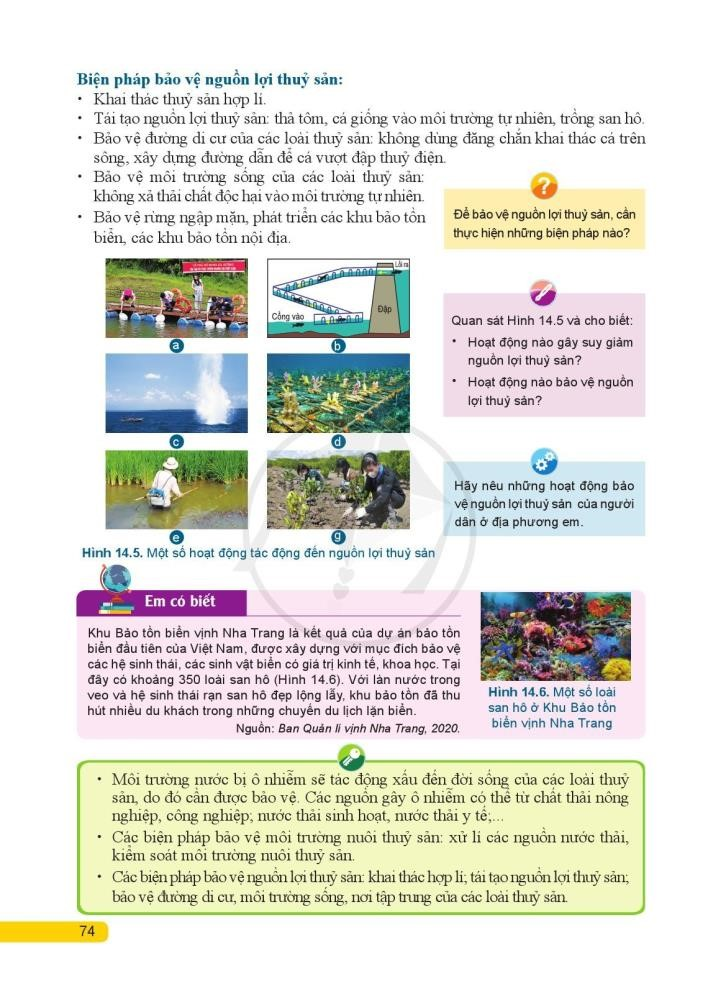 Biện pháp bảo vệ nguồn lợi thuỷ sản:
• Khai thác thuỷ sản hợp lí.
• Tái tạo nguồn lợi thuỷ sản: thả tôm, cá giống vào môi trường tự nhiên, trồng san hô.
• Bảo vệ đường di cư của các loài thuỷ sản: không dùng đăng chắn khai thác cá trên
sông, xây dựng đường dẫn để cá vượt đập thuỷ điện.
• Bảo vệ môi trường sống của các loài thuỷ sản:
không xả thải chất độc hại vào môi trường tự nhiên.
• Bảo vệ rừng ngập mặn, phát triển các khu bảo tồn
biển, các khu bảo tồn nội địa.
?
Để bảo vệ nguồn lợi thuỷ sản, cần
thực hiện những biện pháp nào?
Lối ra
Cổng vào
Đập
a
b
c
d
e
g
Hình 14.5. Một số hoạt động tác động đến nguồn lợi thuỷ sản
Quan sát Hình 14.5 và cho biết:
• Hoạt động nào gây suy giảm
nguồn lợi thuỷ sản?
• Hoạt động nào bảo vệ nguồn
lợi thuỷ sản?
Hãy nêu những hoạt động bảo
vệ nguồn lợi thuỷ sản của người
dân ở địa phương em.
Em có biết
Khu Bảo tồn biển vịnh Nha Trang là kết quả của dự án bảo tồn
biển đầu tiên của Việt Nam, được xây dựng với mục đích bảo vệ
các hệ sinh thái, các sinh vật biển có giá trị kinh tế, khoa học. Tại
đây có khoảng 350 loài san hô (Hình 14.6). Với làn nước trong
veo và hệ sinh thái rạn san hô đẹp lộng lẫy, khu bảo tồn đã thu
hút nhiều du khách trong những chuyến du lịch lặn biển.
Nguồn: Ban Quản lí vịnh Nha Trang, 2020.
Hình 14.6. Một số loài
san hô ở Khu Bảo tồn
biển vịnh Nha Trang
• Môi trường nước bị ô nhiễm sẽ tác động xấu đến đời sống của các loài thuỷ
sản, do đó cần được bảo vệ. Các nguồn gây ô nhiễm có thể từ chất thải nông
nghiệp, công nghiệp; nước thải sinh hoạt, nước thải y tế;...
• Các biện pháp bảo vệ môi trường nuôi thuỷ sản: xử lí các nguồn nước thải,
kiểm soát môi trường nuôi thuỷ sản.
• Các biện pháp bảo vệ nguồn lợi thuỷ sản: khai thác hợp lí; tái tạo nguồn lợi thuỷ sản;
bảo vệ đường di cư, môi trường sống, nơi tập trung của các loài thuỷ sản.
74